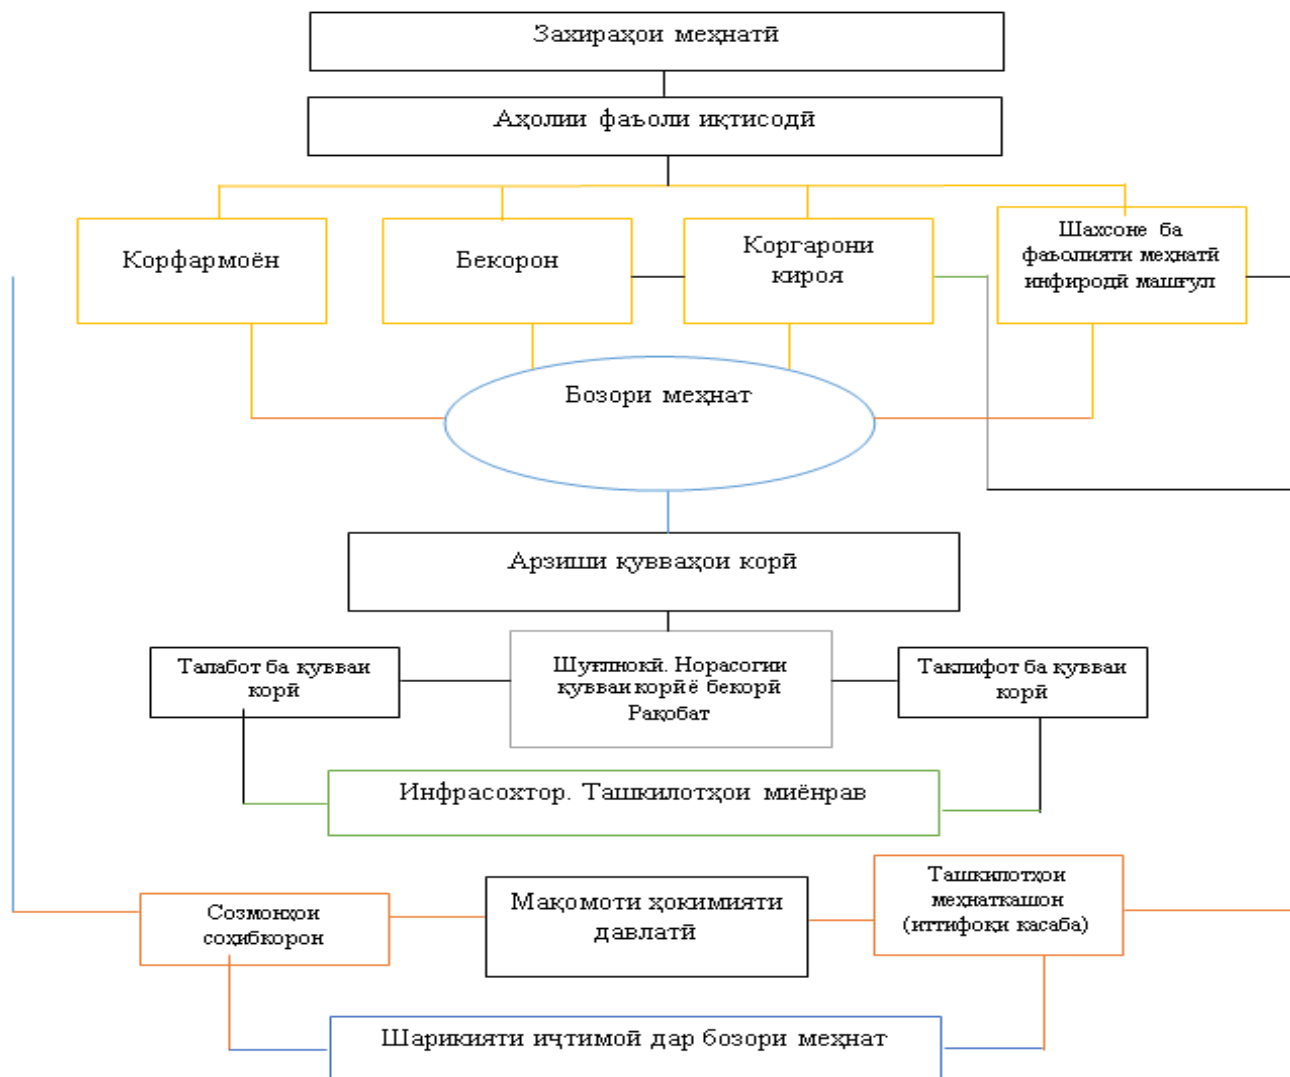 Захираҳои меҳнатӣ
Аҳолии фаъоли иқтисодӣ
Корфармоён
Бекорон
Коргарони
кироя
Шахсоне ба
фаъолияти меҳнатӣ
инфиродӣ машғул
Бозори меҳнат
Арзиши қувваҳои корӣ
Талабот ба қувваи
корӣ
Шуғлнокӣ. Норасогии
қувваи корӣ ё бекорӣ
Рақобат
Таклифот ба қувваи
корӣ
Инфрасохтор. Ташкилотҳои миёнрав
Созмонҳои
соҳибкорон
Мақомоти ҳокимияти
давлатӣ
Ташкилотҳои
меҳнаткашон
(иттифоқи касаба)
Шарикияти иҷтимоӣ дар бозори меҳнат